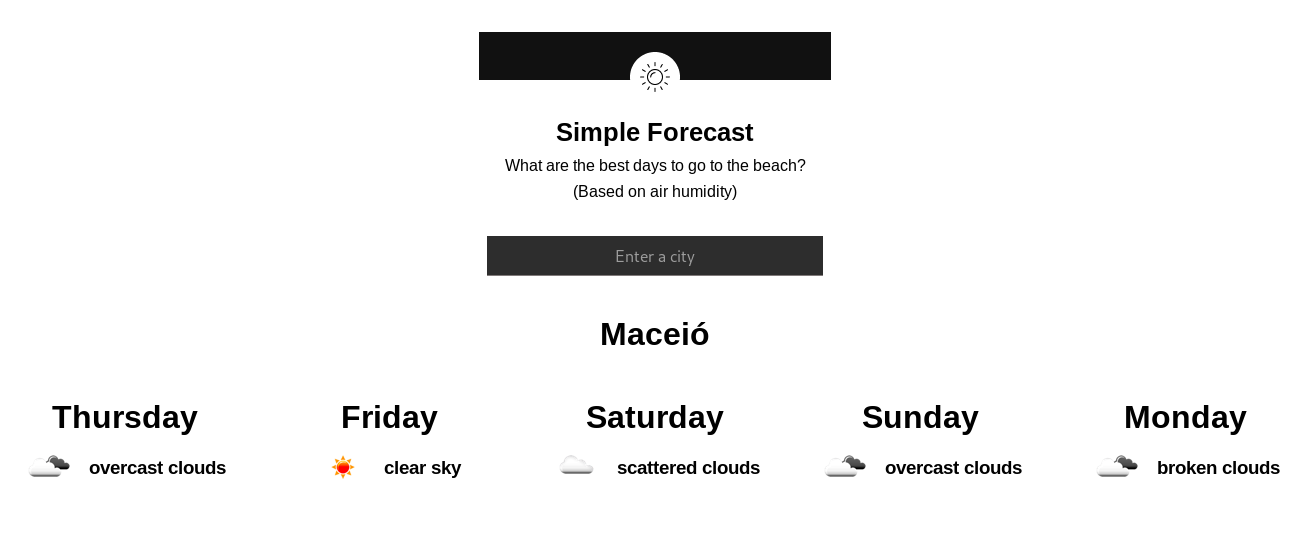 Simple Forecast
What are the best days to go to the beach?
(Based on air humidity)
Enter a city
Maceió
Thursday
overcast clouds
Friday
clear sky
Saturday
scattered clouds
Sunday
overcast clouds
Monday
broken clouds